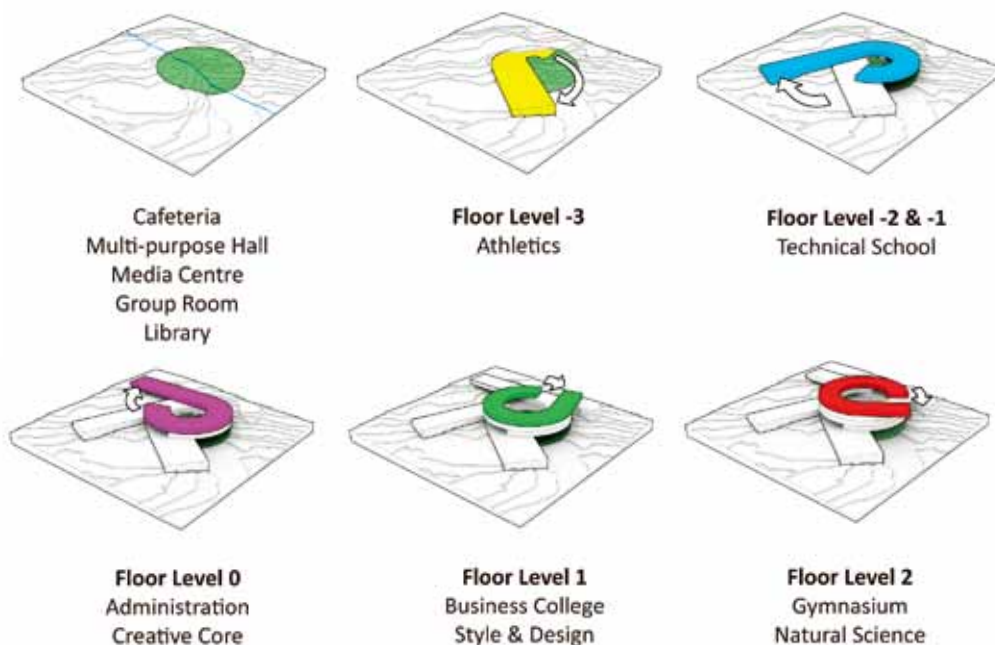 Cafeteria
Multi-purpose Hall
Media Centre
Group Room
Library
Floor Level -3
Athletics
Floor Level -2 & -1
Technical School
Floor Level 0
Administration
Creative Core
Floor Level 1
Business College
Style & Design
Floor Level 2
Gymnasium
Natural Science